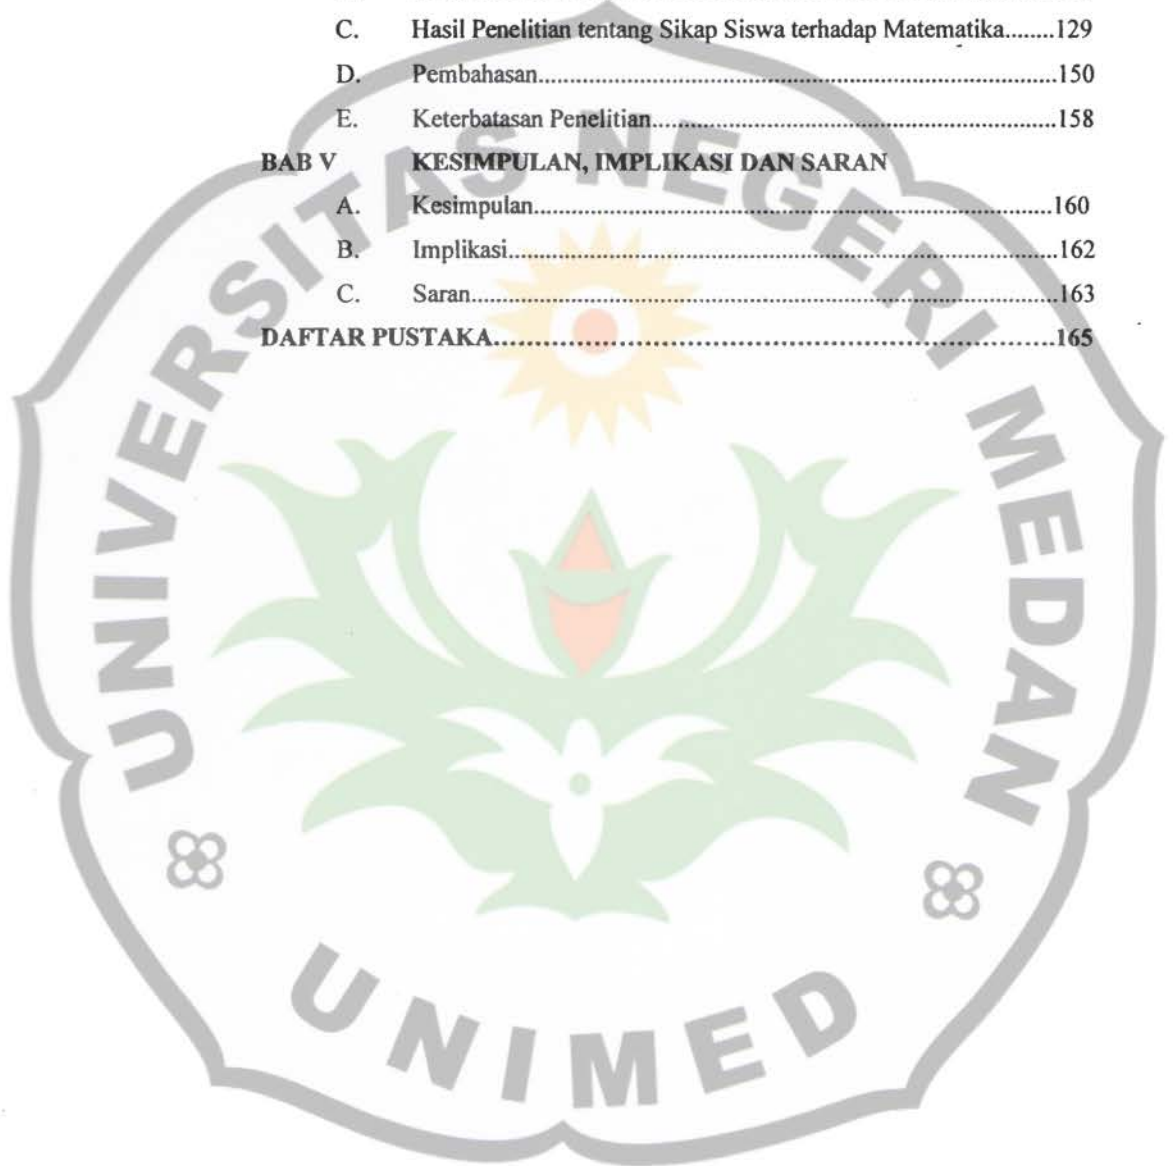 C. Hasil Penelitian tentang Sikap Siswa terhadap Matematika........129
D. Pembahasan..........................................................................150
E. Keterbatasan Penelitian..........................................................158
BAB V KESIMPULAN, IMPLIKASI DAN SARAN
A. Kesimpulan..........................................................................160
B. Implikasi..............................................................................162
C. Saran....................................................................................163
DAFTAR PUSTAKA.........................................................165
UNIVERSITAS NEGERI MEDAN
UNIMED